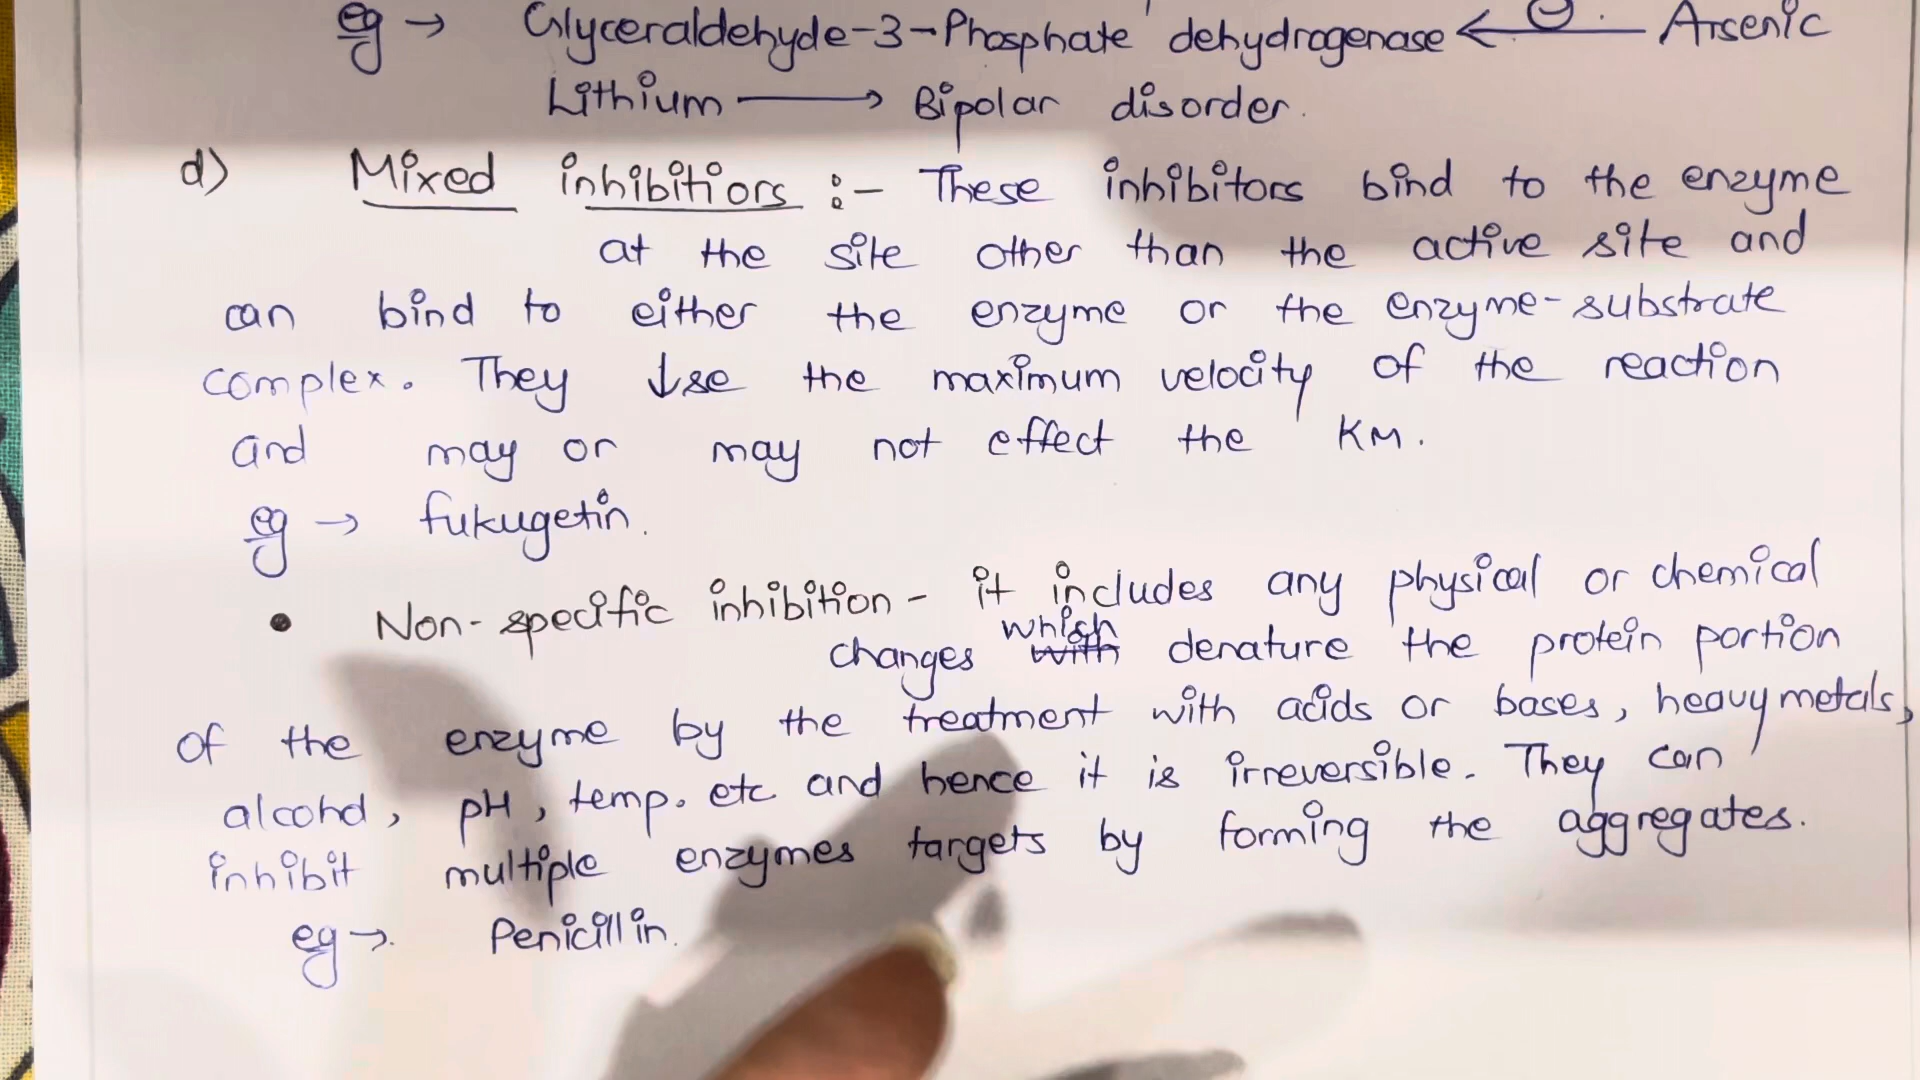 eg → Glyceraldehyde-3-Phosphate dehydrogenase ← ⊖ Arsenic
Lithium → Bipolar disorder.
d) Mixed inhibitiors :- These inhibitors bind to the enzyme
at the site other than the active site and
can bind to either the enzyme or the enzyme-substrate
complex. They ↓se the maximum velocity of the reaction
and may or may not effect the KM.
eg → fukugetin.
• Non-specific inhibition - it includes any physical or chemical
changes with which denature the protein portion
of the enzyme by the treatment with acids or bases, heavy metals,
alcohol, pH, temp. etc and hence it is irreversible. They can
inhibit multiple enzymes targets by forming the aggregates.
eg → Penicillin.